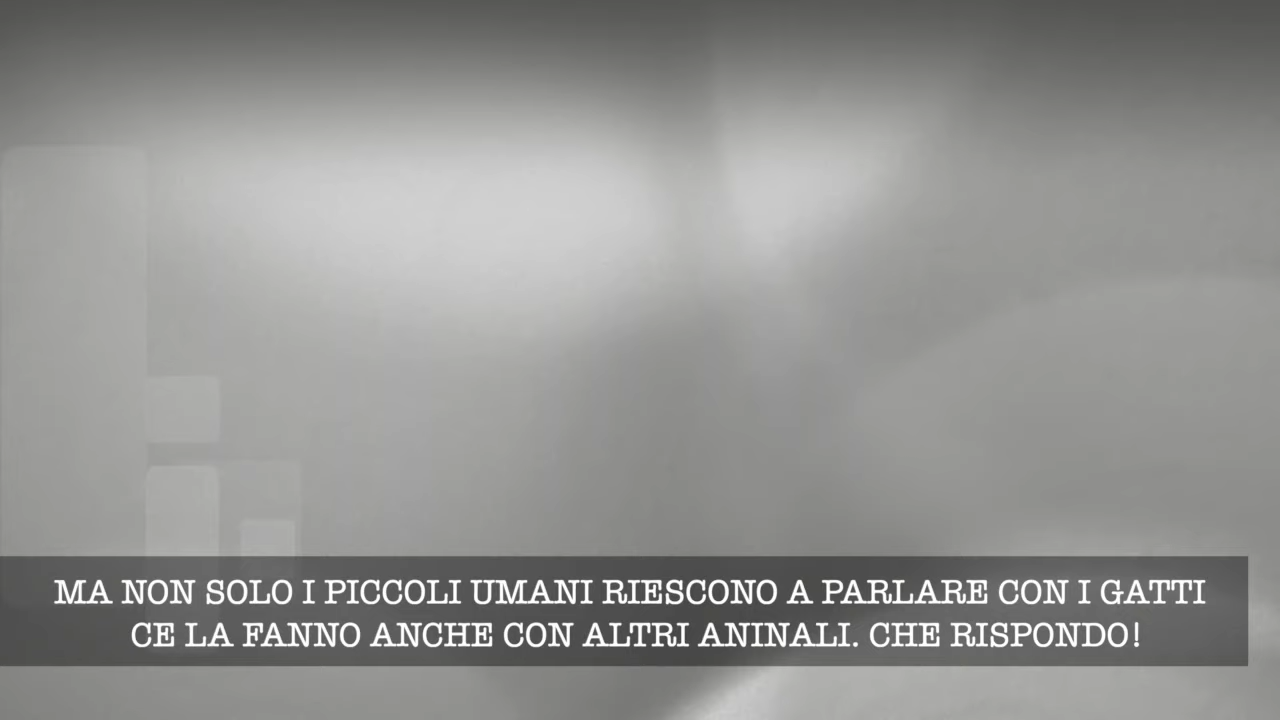 MA NON SOLO I PICCOLI UMANI RIESCONO A PARLARE CON I GATTI
CE LA FANNO ANCHE CON ALTRI ANINALI. CHE RISPONDO!